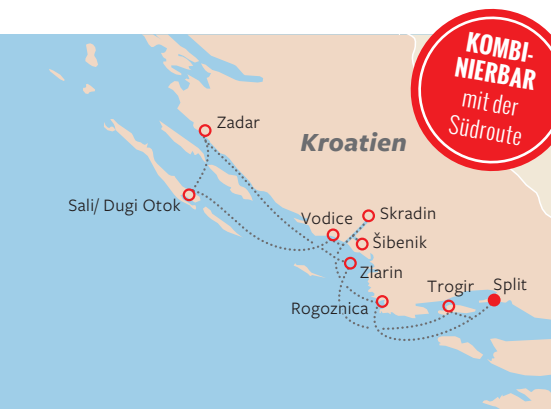 KOMBI-
NIERBAR
mit der
Südroute
Zadar
Kroatien
Sali/ Dugi Otok
Vodice
Skradin
Šibenik
Zlarin
Trogir
Split
Rogoznica